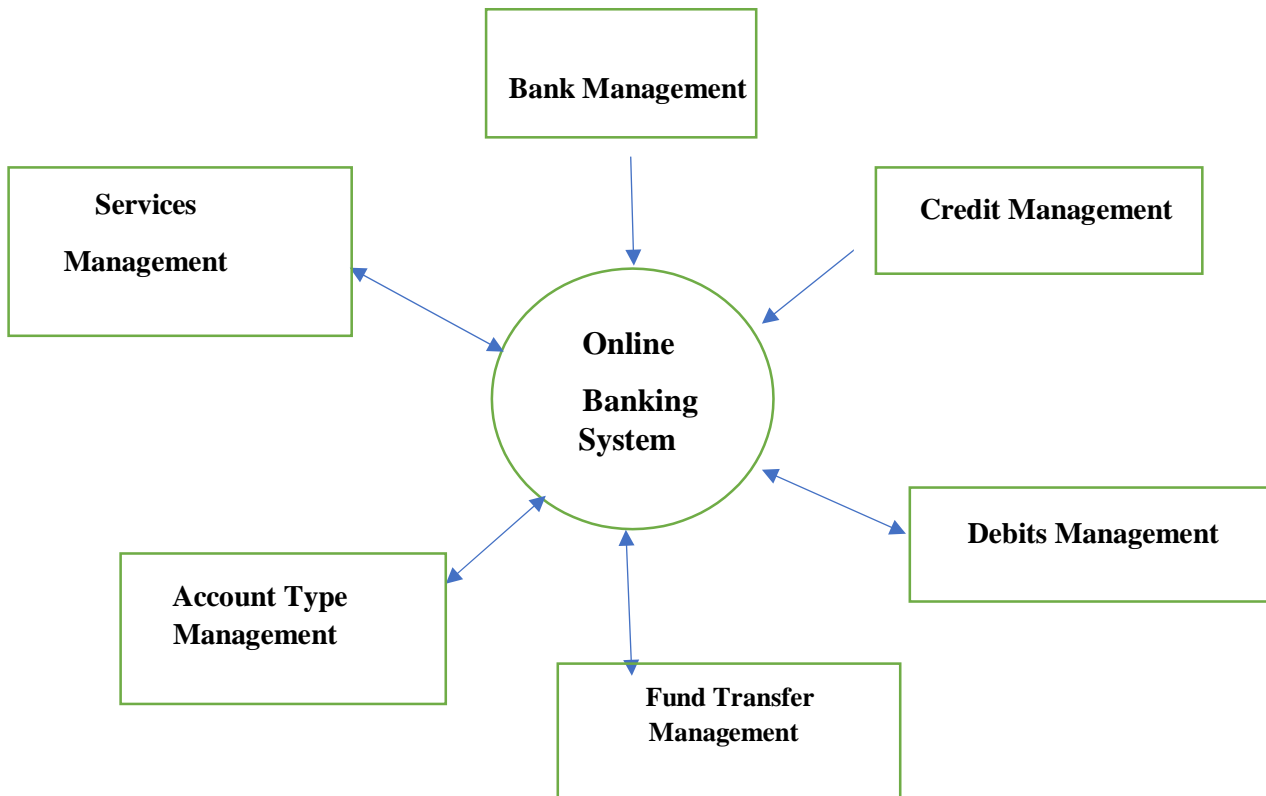 Bank Management
Services
Management
Credit Management
Online
Banking
System
Debits Management
Account Type
Management
Fund Transfer
Management